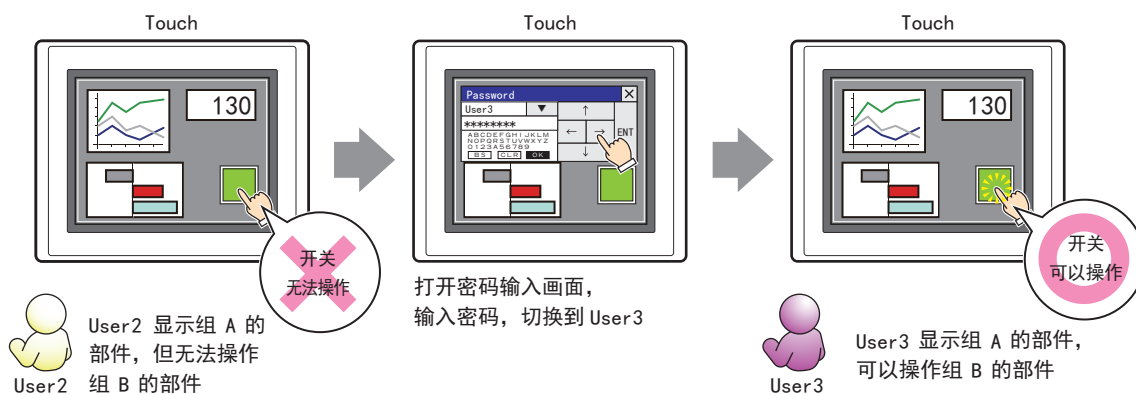 Touch
130
开关
无法操作
User2
User2 显示组 A 的
部件，但无法操作
组 B 的部件
Touch
Password
User3
********
ABCDEFGHIJKLM
NOPQRSTUVWXYZ
0123A56789
BS CLR OK
↑
← →
↓
ENT
打开密码输入画面，
输入密码，切换到 User3
Touch
130
开关
可以操作
User3
User3 显示组 A 的部件，
可以操作组 B 的部件